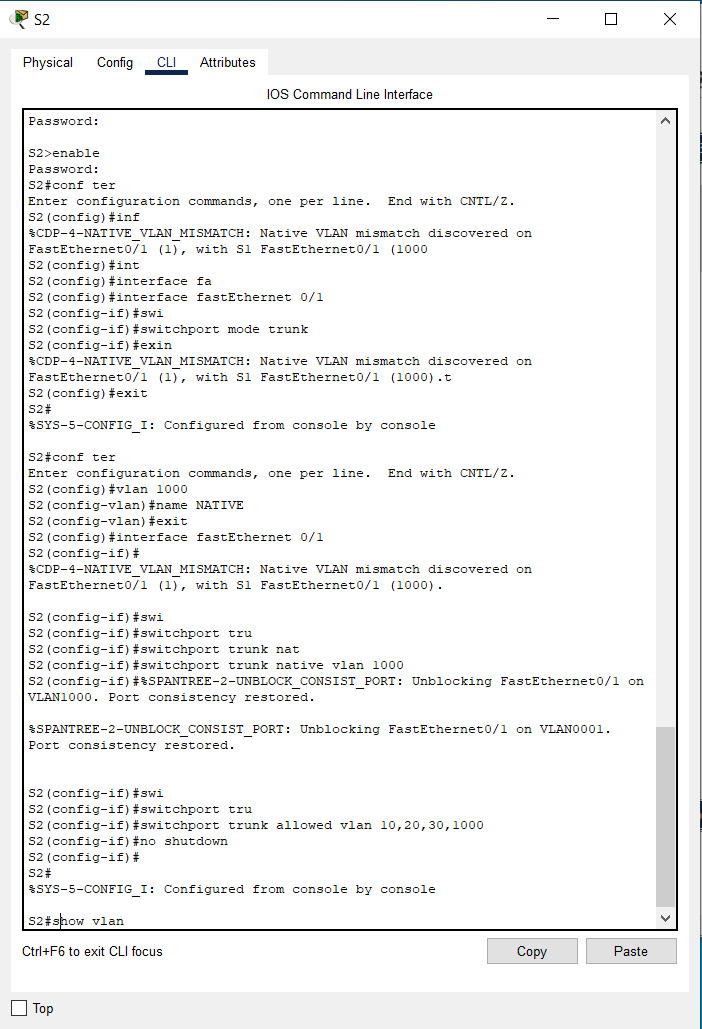 S2
Physical Config CLI Attributes
IOS Command Line Interface
Password:
S2>enable
Password:
S2#conf ter
Enter configuration commands, one per line.  End with CNTL/Z.
S2(config)#inf
%CDP-4-NATIVE_VLAN_MISMATCH: Native VLAN mismatch discovered on
FastEthernet0/1 (1), with S1 FastEthernet0/1 (1000
S2(config)#int
S2(config)#interface fa
S2(config)#interface fastEthernet 0/1
S2(config-if)#swi
S2(config-if)#switchport mode trunk
S2(config-if)#exin
%CDP-4-NATIVE_VLAN_MISMATCH: Native VLAN mismatch discovered on
FastEthernet0/1 (1), with S1 FastEthernet0/1 (1000).t
S2(config)#exit
S2#
%SYS-5-CONFIG_I: Configured from console by console
S2#conf ter
Enter configuration commands, one per line.  End with CNTL/Z.
S2(config)#vlan 1000
S2(config-vlan)#name NATIVE
S2(config-vlan)#exit
S2(config)#interface fastEthernet 0/1
S2(config-if)#
%CDP-4-NATIVE_VLAN_MISMATCH: Native VLAN mismatch discovered on
FastEthernet0/1 (1), with S1 FastEthernet0/1 (1000).
S2(config-if)#swi
S2(config-if)#switchport tru
S2(config-if)#switchport trunk nat
S2(config-if)#switchport trunk native vlan 1000
S2(config-if)#%SPANTREE-2-UNBLOCK_CONSIST_PORT: Unblocking FastEthernet0/1 on
VLAN1000. Port consistency restored.
%SPANTREE-2-UNBLOCK_CONSIST_PORT: Unblocking FastEthernet0/1 on VLAN0001.
Port consistency restored.
S2(config-if)#swi
S2(config-if)#switchport tru
S2(config-if)#switchport trunk allowed vlan 10,20,30,1000
S2(config-if)#no shutdown
S2(config-if)#
S2#
%SYS-5-CONFIG_I: Configured from console by console
S2#show vlan
Ctrl+F6 to exit CLI focus
Copy Paste
Top